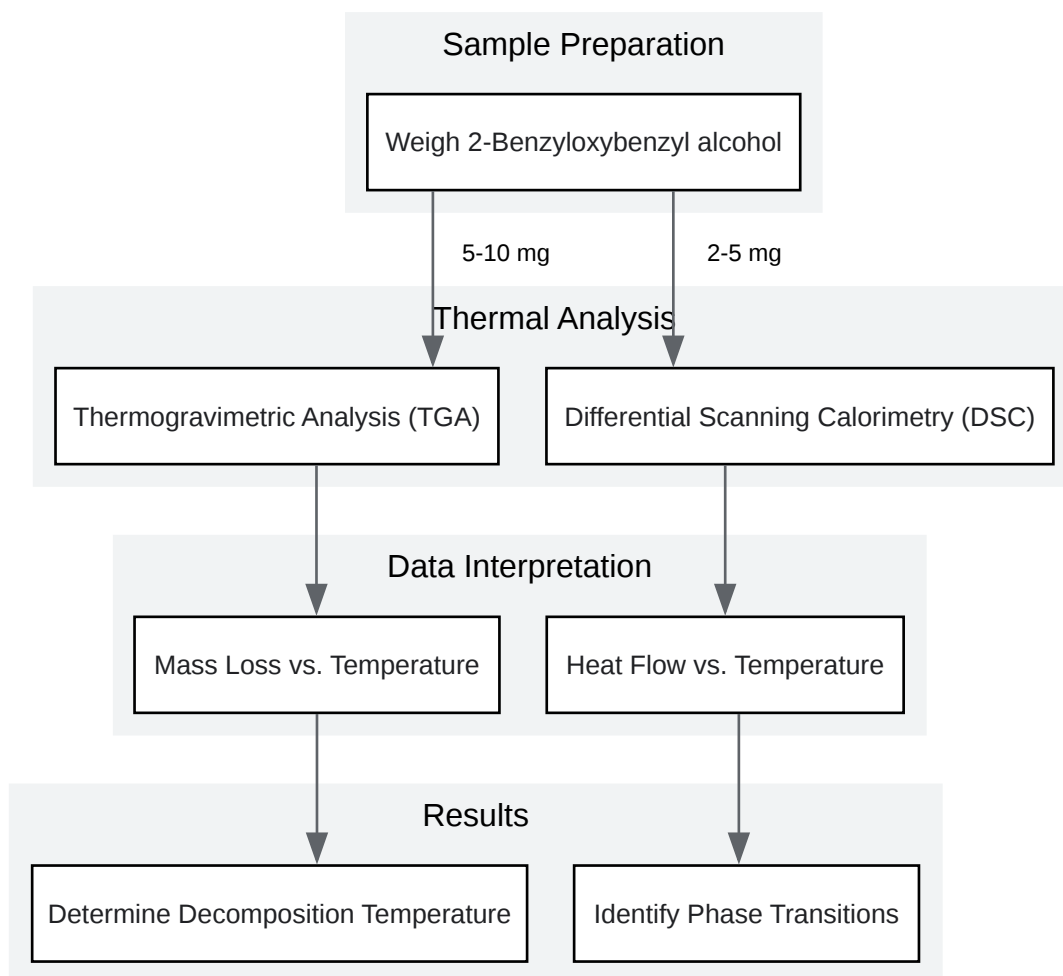 Sample Preparation
Weigh 2-Benzyloxybenzyl alcohol
5-10 mg
2-5 mg
Thermal Analysis
Thermogravimetric Analysis (TGA)
Differential Scanning Calorimetry (DSC)
Data Interpretation
Mass Loss vs. Temperature
Heat Flow vs. Temperature
Results
Determine Decomposition Temperature
Identify Phase Transitions